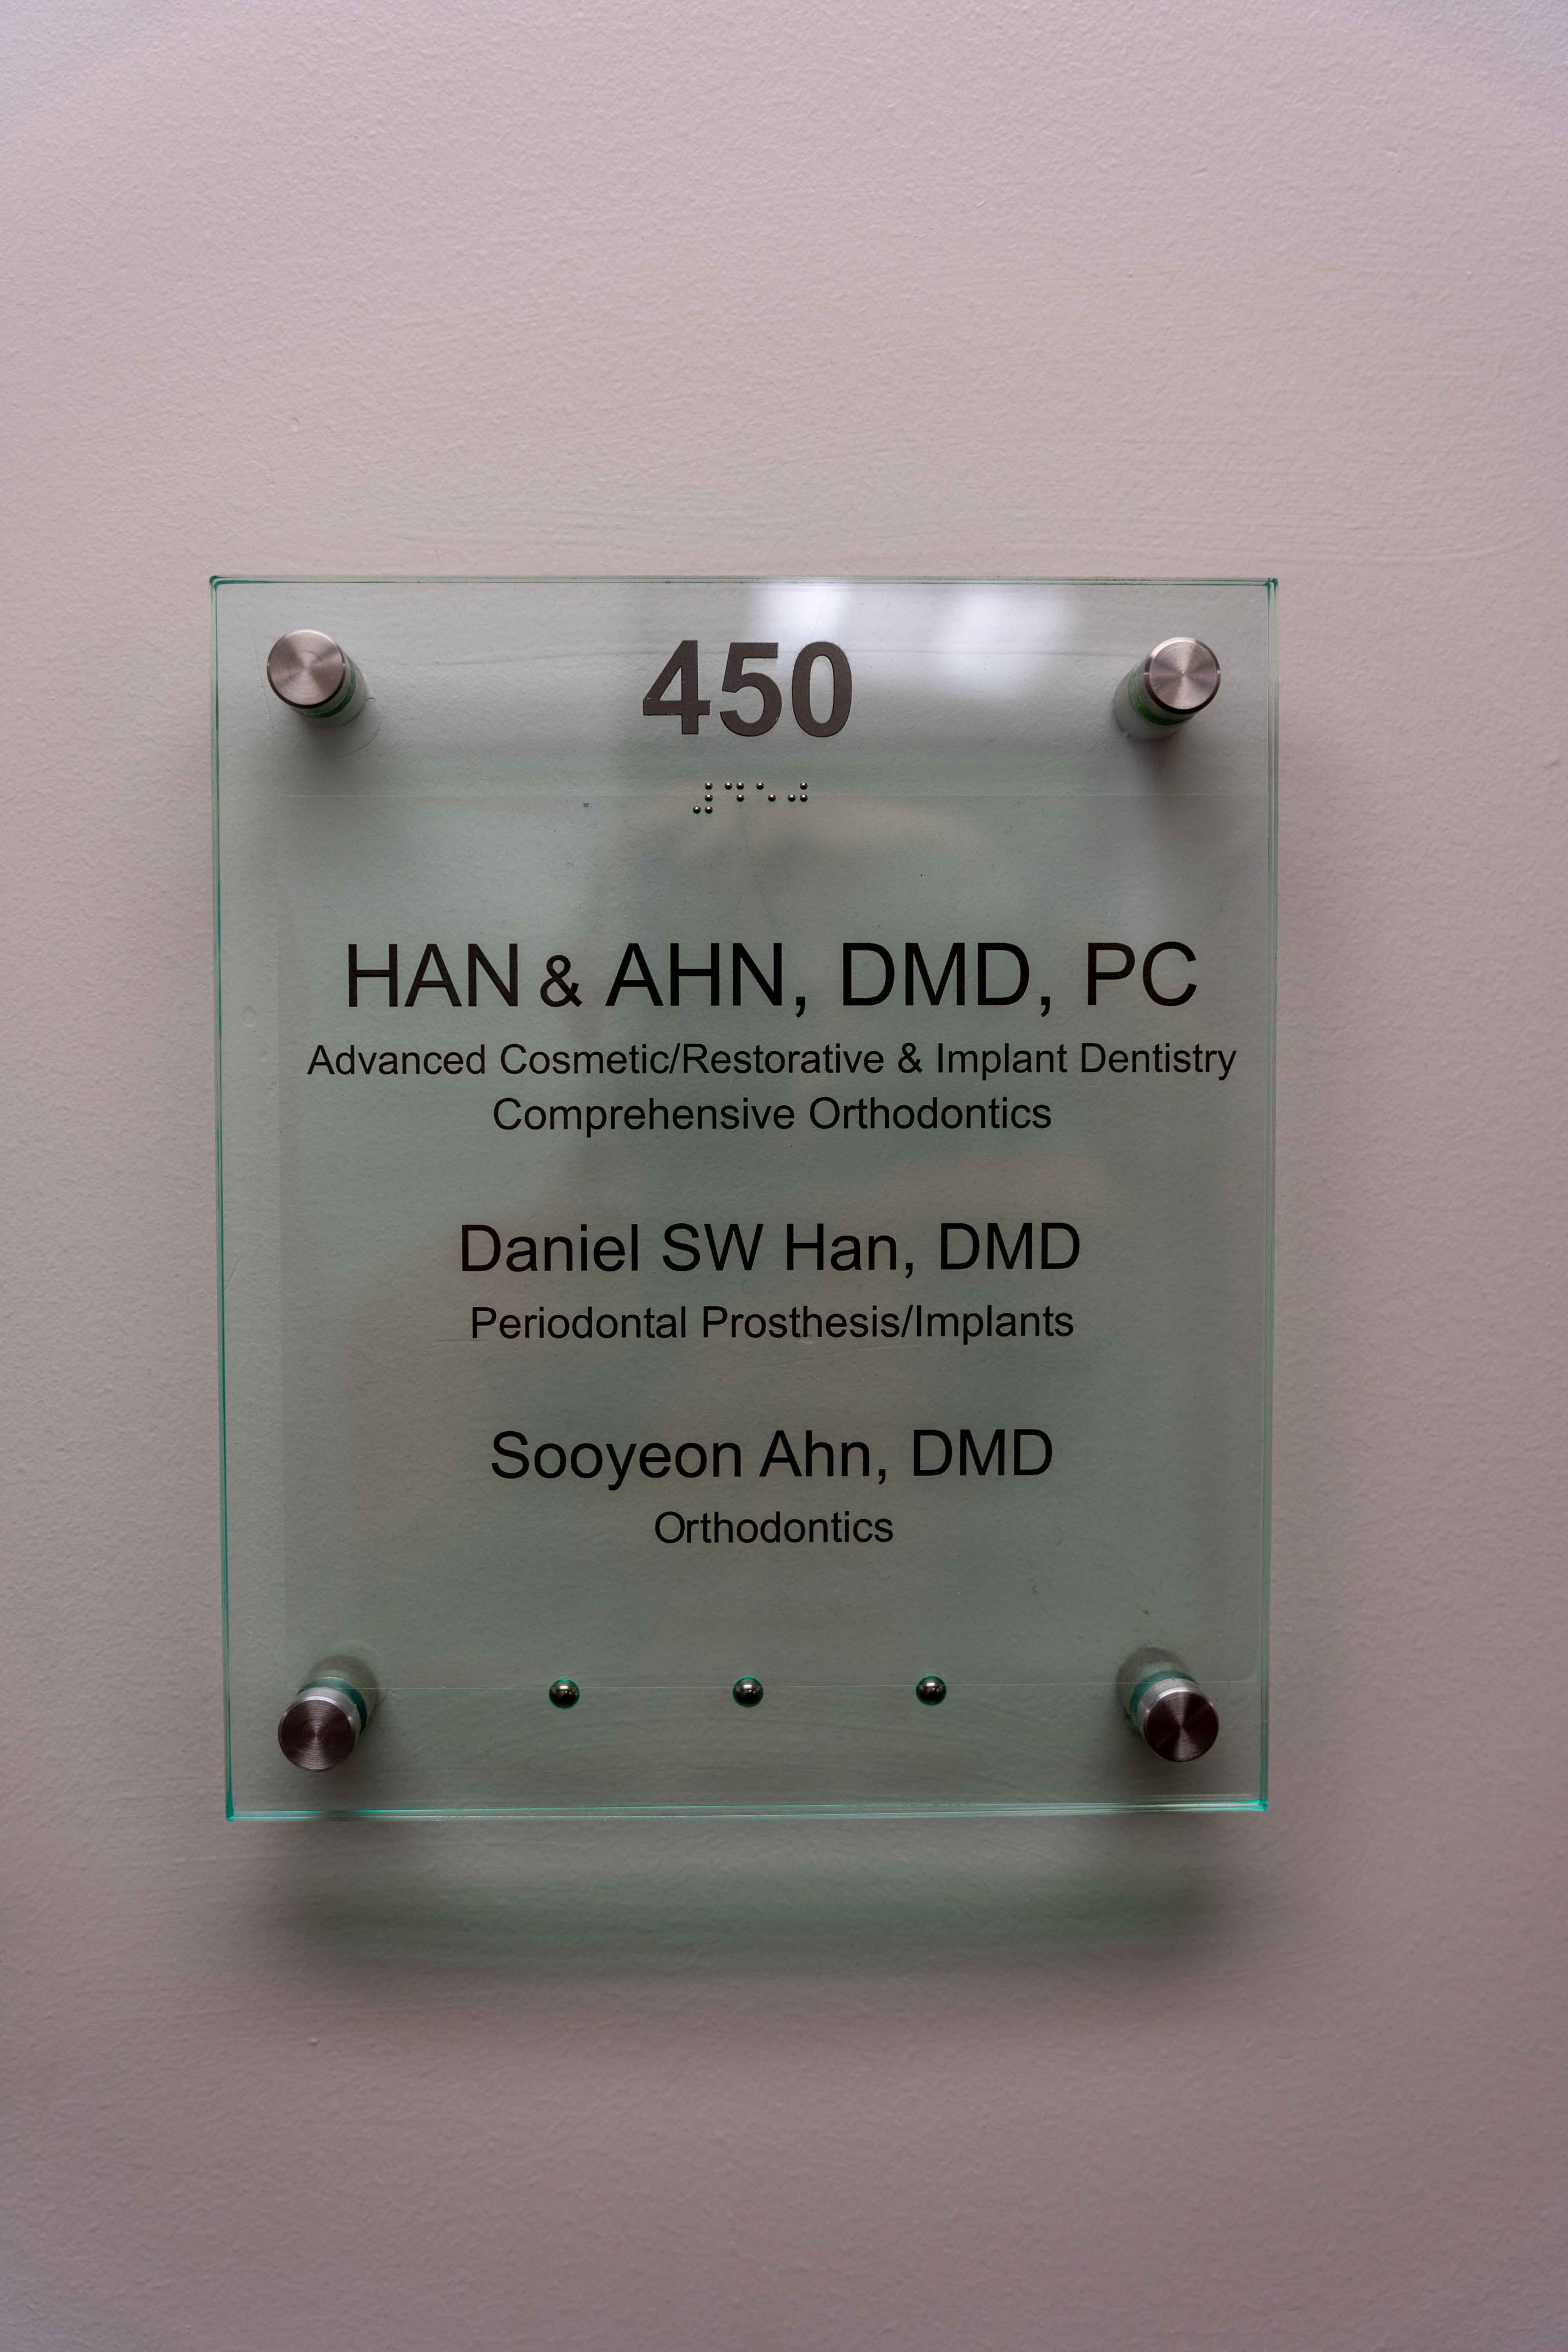 450
⠼⠙⠑⠚
HAN & AHN, DMD, PC
Advanced Cosmetic/Restorative & Implant Dentistry
Comprehensive Orthodontics
Daniel SW Han, DMD
Periodontal Prosthesis/Implants
Sooyeon Ahn, DMD
Orthodontics